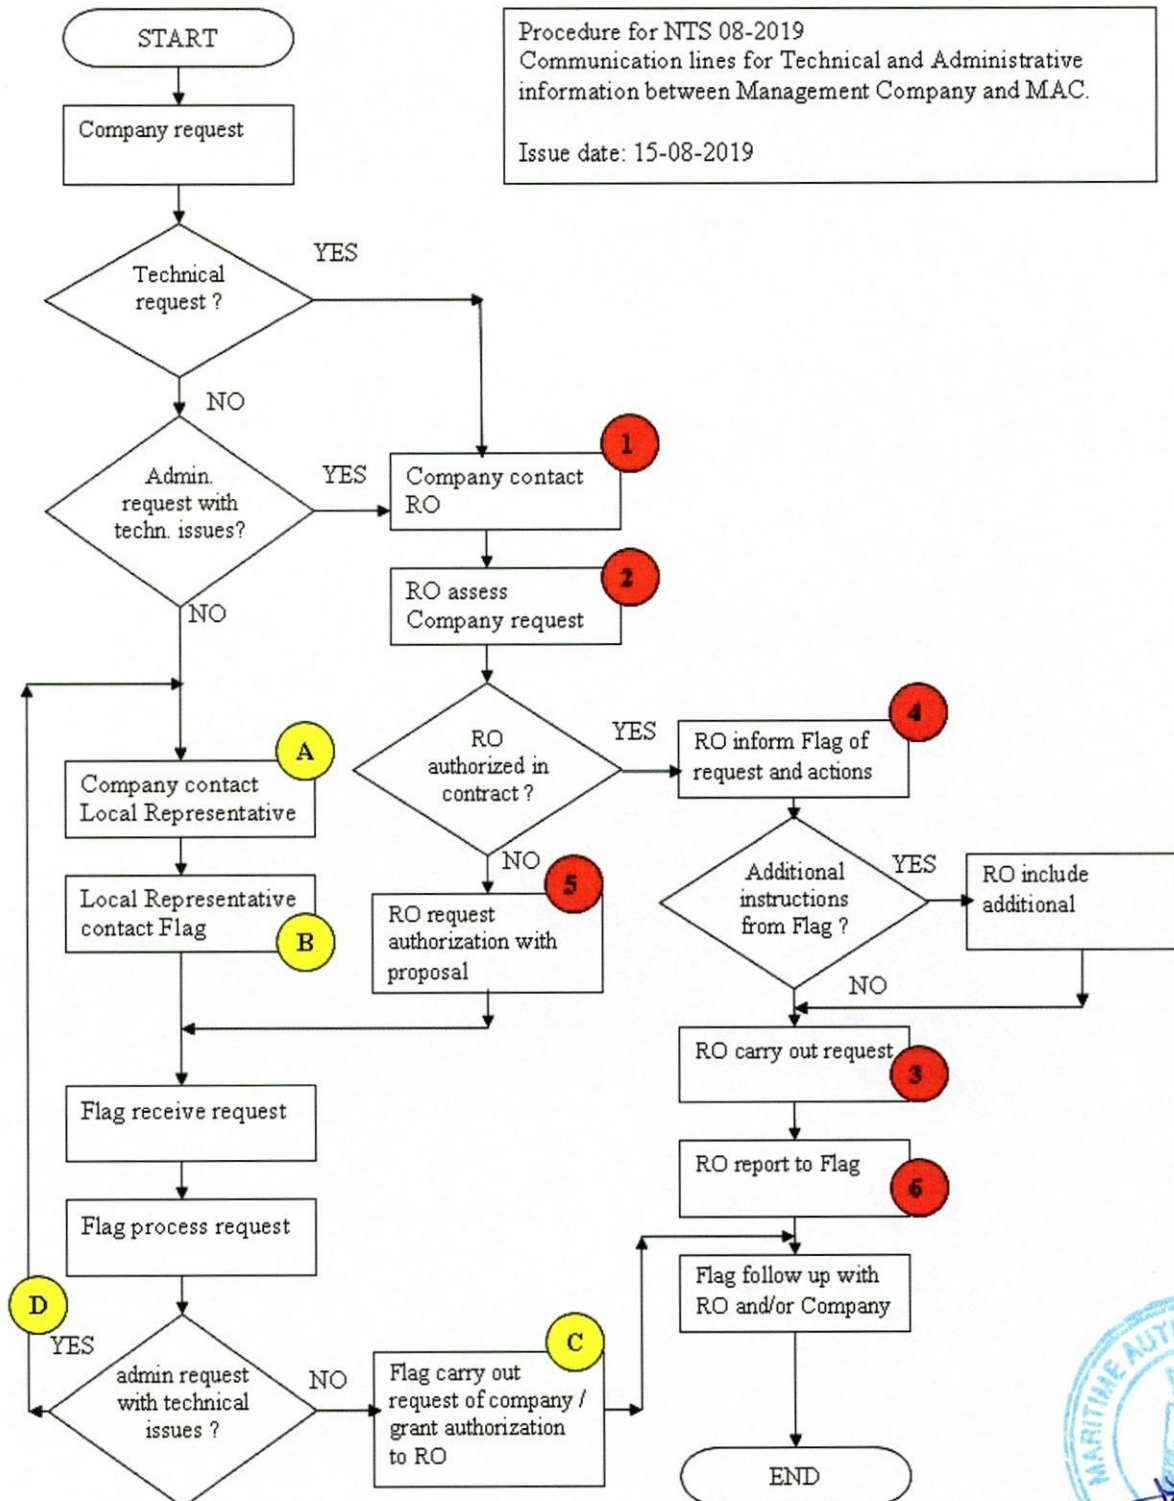 START
Procedure for NTS 08-2019
Communication lines for Technical and Administrative
information between Management Company and MAC.
Issue date: 15-08-2019
Company request
Technical
request ?
YES
NO
Admin.
request with
techn. issues?
YES
NO
Company contact
RO
1
RO assess
Company request
2
RO
authorized in
contract ?
YES
NO
RO inform Flag of
request and actions
4
Company contact
Local Representative
A
Local Representative
contact Flag
B
RO request
authorization with
proposal
5
Additional
instructions
from Flag ?
YES
NO
RO include
additional
RO carry out request
3
Flag receive request
RO report to Flag
6
Flag process request
Flag follow up with
RO and/or Company
D
YES
admin request
with technical
issues ?
NO
Flag carry out
request of company /
grant authorization
to RO
C
END
MARITIME